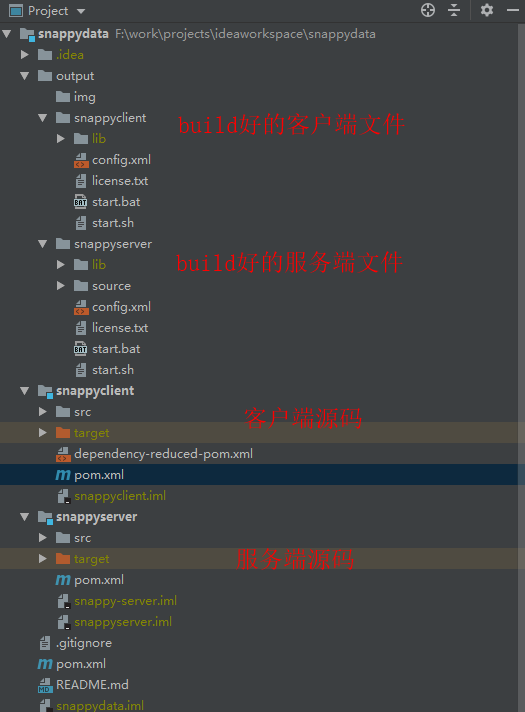 Project
snappydata F:\work\projects\ideaworkspace\snappydata
.idea
output
img
snappyclient
build好的客户端文件
lib
config.xml
license.txt
start.bat
start.sh
snappyserver
build好的服务端文件
lib
source
config.xml
license.txt
start.bat
start.sh
snappyclient
src
客户端源码
target
dependency-reduced-pom.xml
pom.xml
snappyclient.iml
snappyserver
src
target
服务端源码
pom.xml
snappy-server.iml
snappyserver.iml
.gitignore
pom.xml
README.md
snappydata.iml